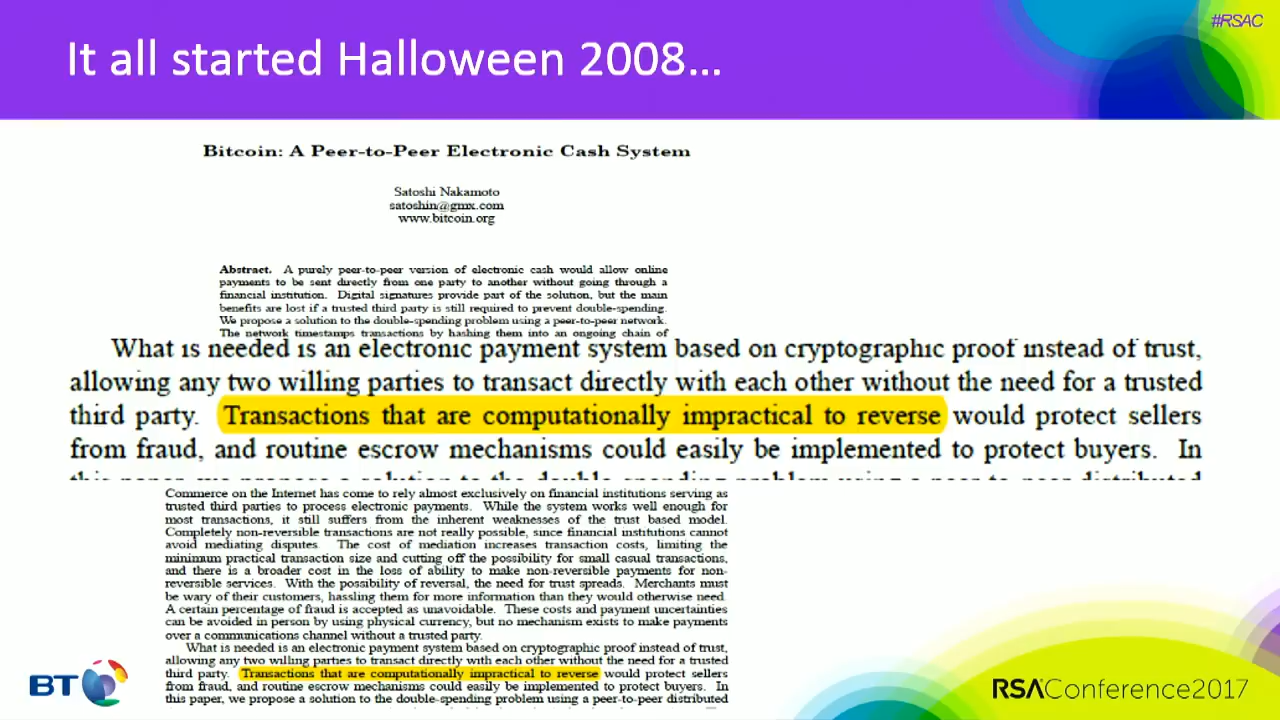 #RSAC
It all started Halloween 2008...
Bitcoin: A Peer-to-Peer Electronic Cash System
Satoshi Nakamoto
satoshin@gmx.com
www.bitcoin.org
Abstract. A purely peer-to-peer version of electronic cash would allow online
payments to be sent directly from one party to another without going through a
financial institution. Digital signatures provide part of the solution, but the main
benefits are lost if a trusted third party is still required to prevent double-spending.
We propose a solution to the double-spending problem using a peer-to-peer network.
The network timestamps transactions by hashing them into an ongoing chain of
What is needed is an electronic payment system based on cryptographic proof instead of trust,
allowing any two willing parties to transact directly with each other without the need for a trusted
third party. Transactions that are computationally impractical to reverse would protect sellers
from fraud, and routine escrow mechanisms could easily be implemented to protect buyers. In
this paper, we propose a solution to the double-spending problem using a peer-to-peer distributed
Commerce on the Internet has come to rely almost exclusively on financial institutions serving as
trusted third parties to process electronic payments. While the system works well enough for
most transactions, it still suffers from the inherent weaknesses of the trust based model.
Completely non-reversible transactions are not really possible, since financial institutions cannot
avoid mediating disputes. The cost of mediation increases transaction costs, limiting the
minimum practical transaction size and cutting off the possibility for small casual transactions,
and there is a broader cost in the loss of ability to make non-reversible payments for non-
reversible services. With the possibility of reversal, the need for trust spreads. Merchants must
be wary of their customers, hassling them for more information than they would otherwise need.
A certain percentage of fraud is accepted as unavoidable. These costs and payment uncertainties
can be avoided in person by using physical currency, but no mechanism exists to make payments
over a communications channel without a trusted party.
What is needed is an electronic payment system based on cryptographic proof instead of trust,
allowing any two willing parties to transact directly with each other without the need for a trusted
third party. Transactions that are computationally impractical to reverse would protect sellers
from fraud, and routine escrow mechanisms could easily be implemented to protect buyers. In
this paper, we propose a solution to the double-spending problem using a peer-to-peer distributed
BT
RSAConference2017